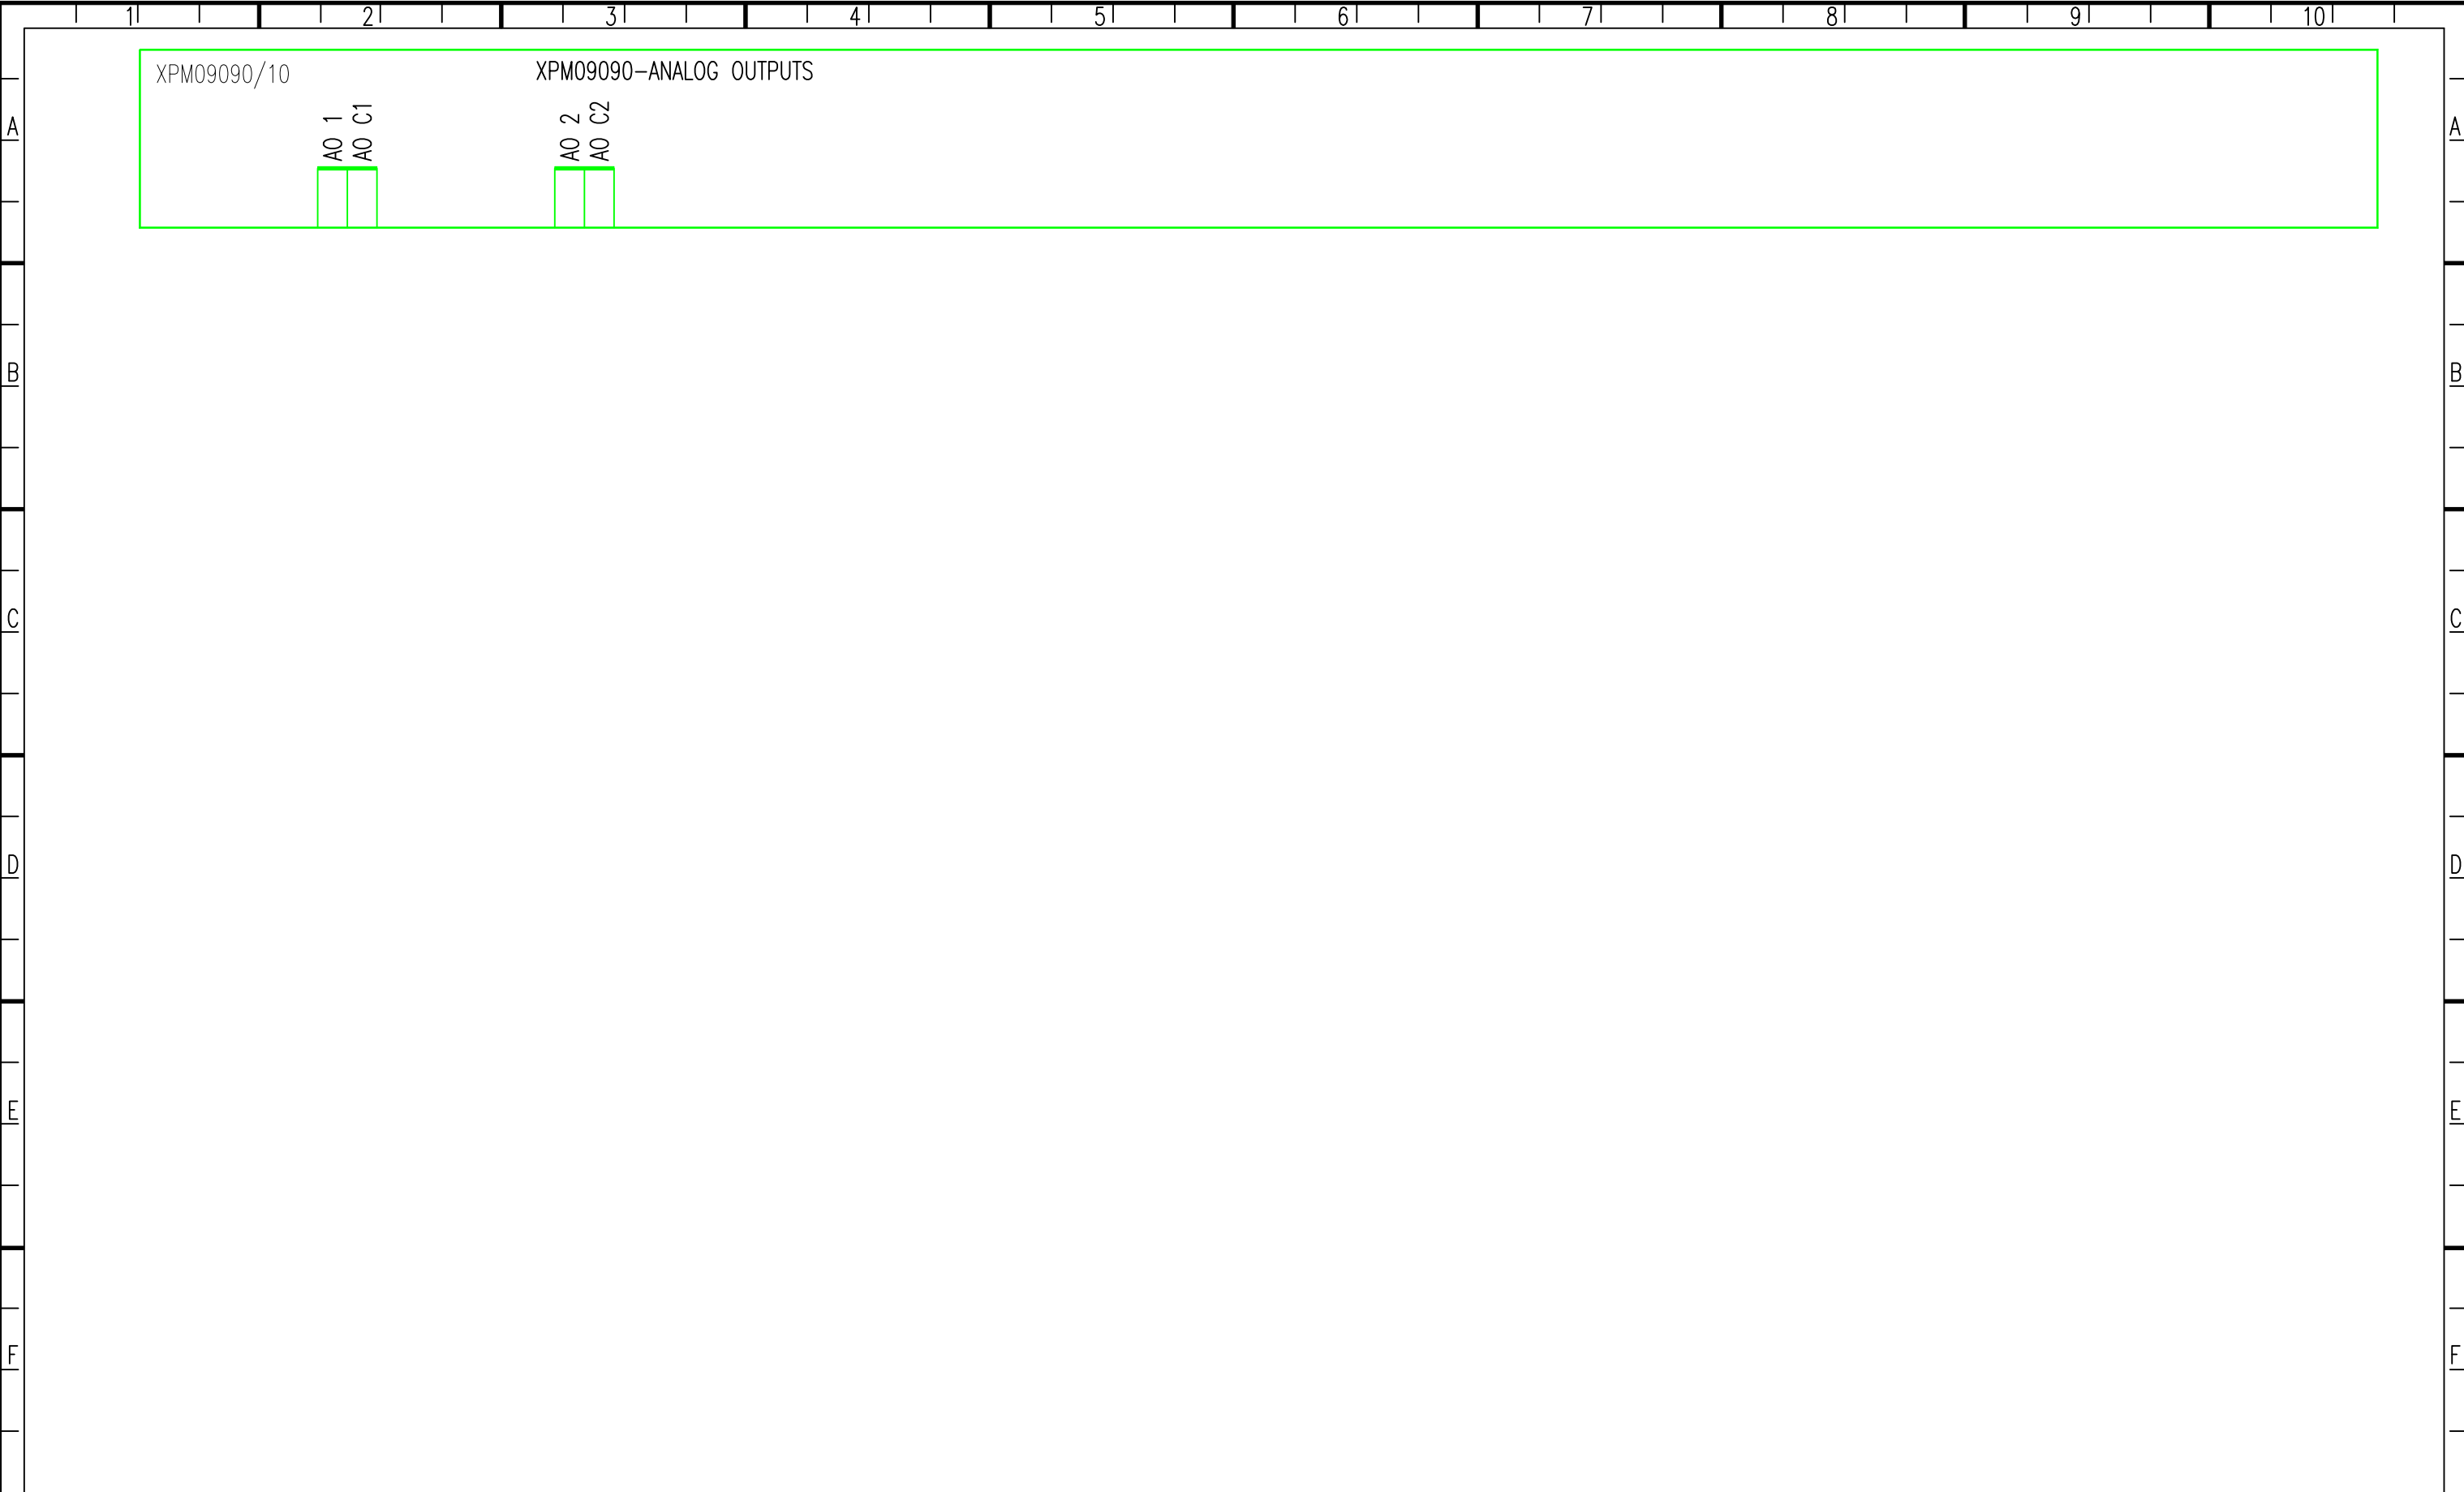 1 2 3 4 5 6 7 8 9 10
XPM09090/10 XPM09090-ANALOG OUTPUTS
AO 1
AO C1
AO 2
AO C2
A A
B B
C C
D D
E E
F F